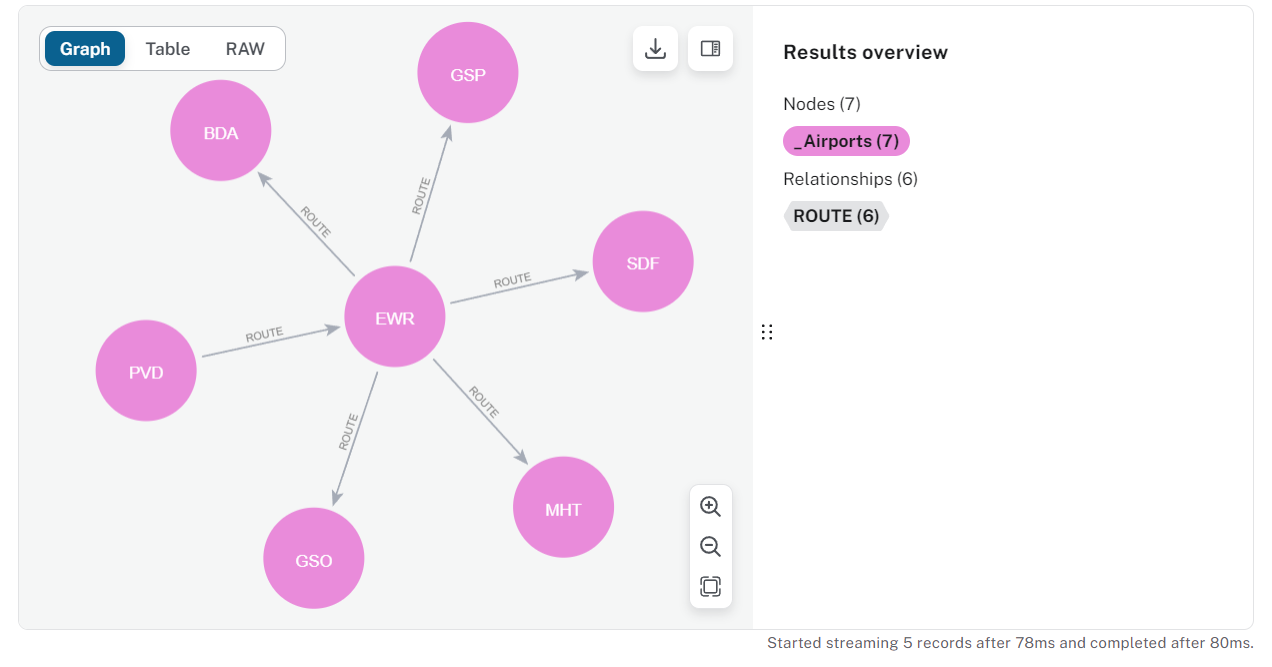 Graph Table RAW
GSP
BDA
ROUTE
ROUTE
SDF
ROUTE
EWR
ROUTE
PVD
ROUTE
ROUTE
MHT
GSO
Results overview
Nodes (7)
_Airports (7)
Relationships (6)
ROUTE (6)
Started streaming 5 records after 78ms and completed after 80ms.